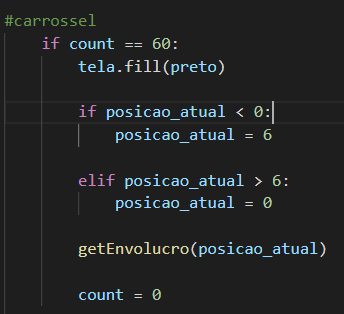 #carrossel
if count == 60:
tela.fill(preto)
if posicao_atual < 0:
posicao_atual = 6
elif posicao_atual > 6:
posicao_atual = 0
getEnvolucro(posicao_atual)
count = 0